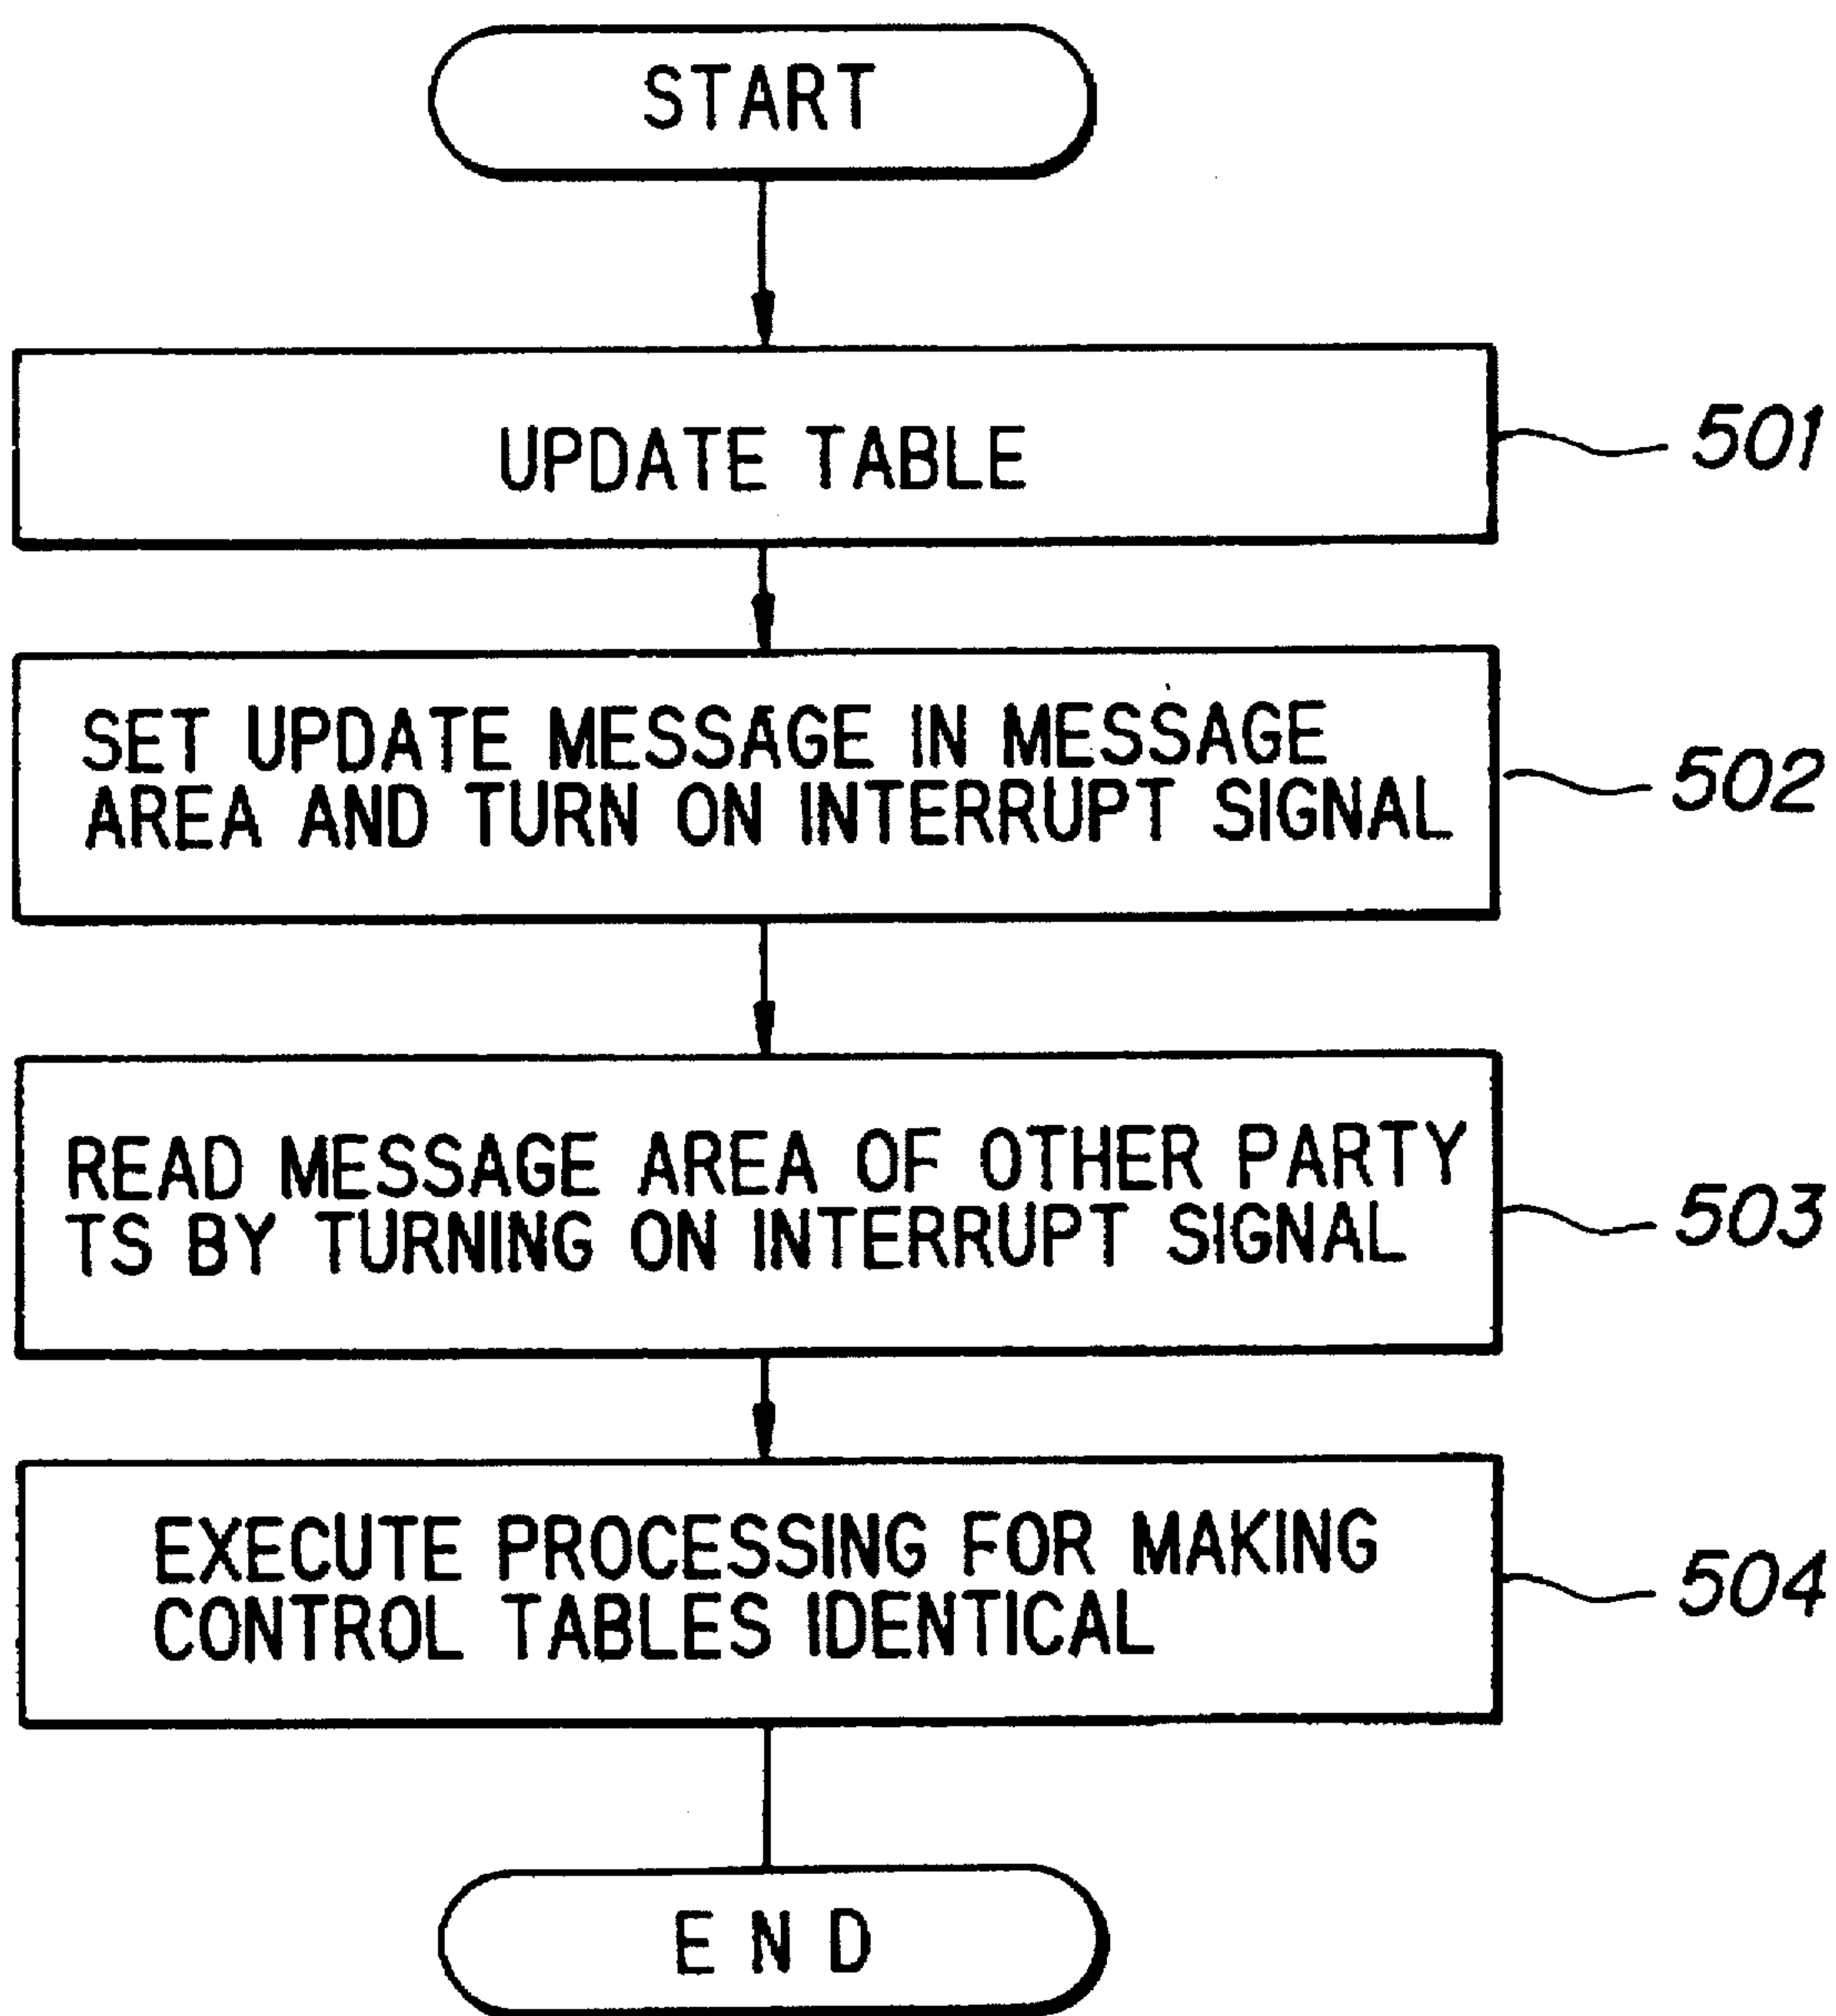 START
UPDATE TABLE
501
SET UPDATE MESSAGE IN MESSAGE
AREA AND TURN ON INTERRUPT SIGNAL
502
READ MESSAGE AREA OF OTHER PARTY
TS BY TURNING ON INTERRUPT SIGNAL
503
EXECUTE PROCESSING FOR MAKING
CONTROL TABLES IDENTICAL
504
END